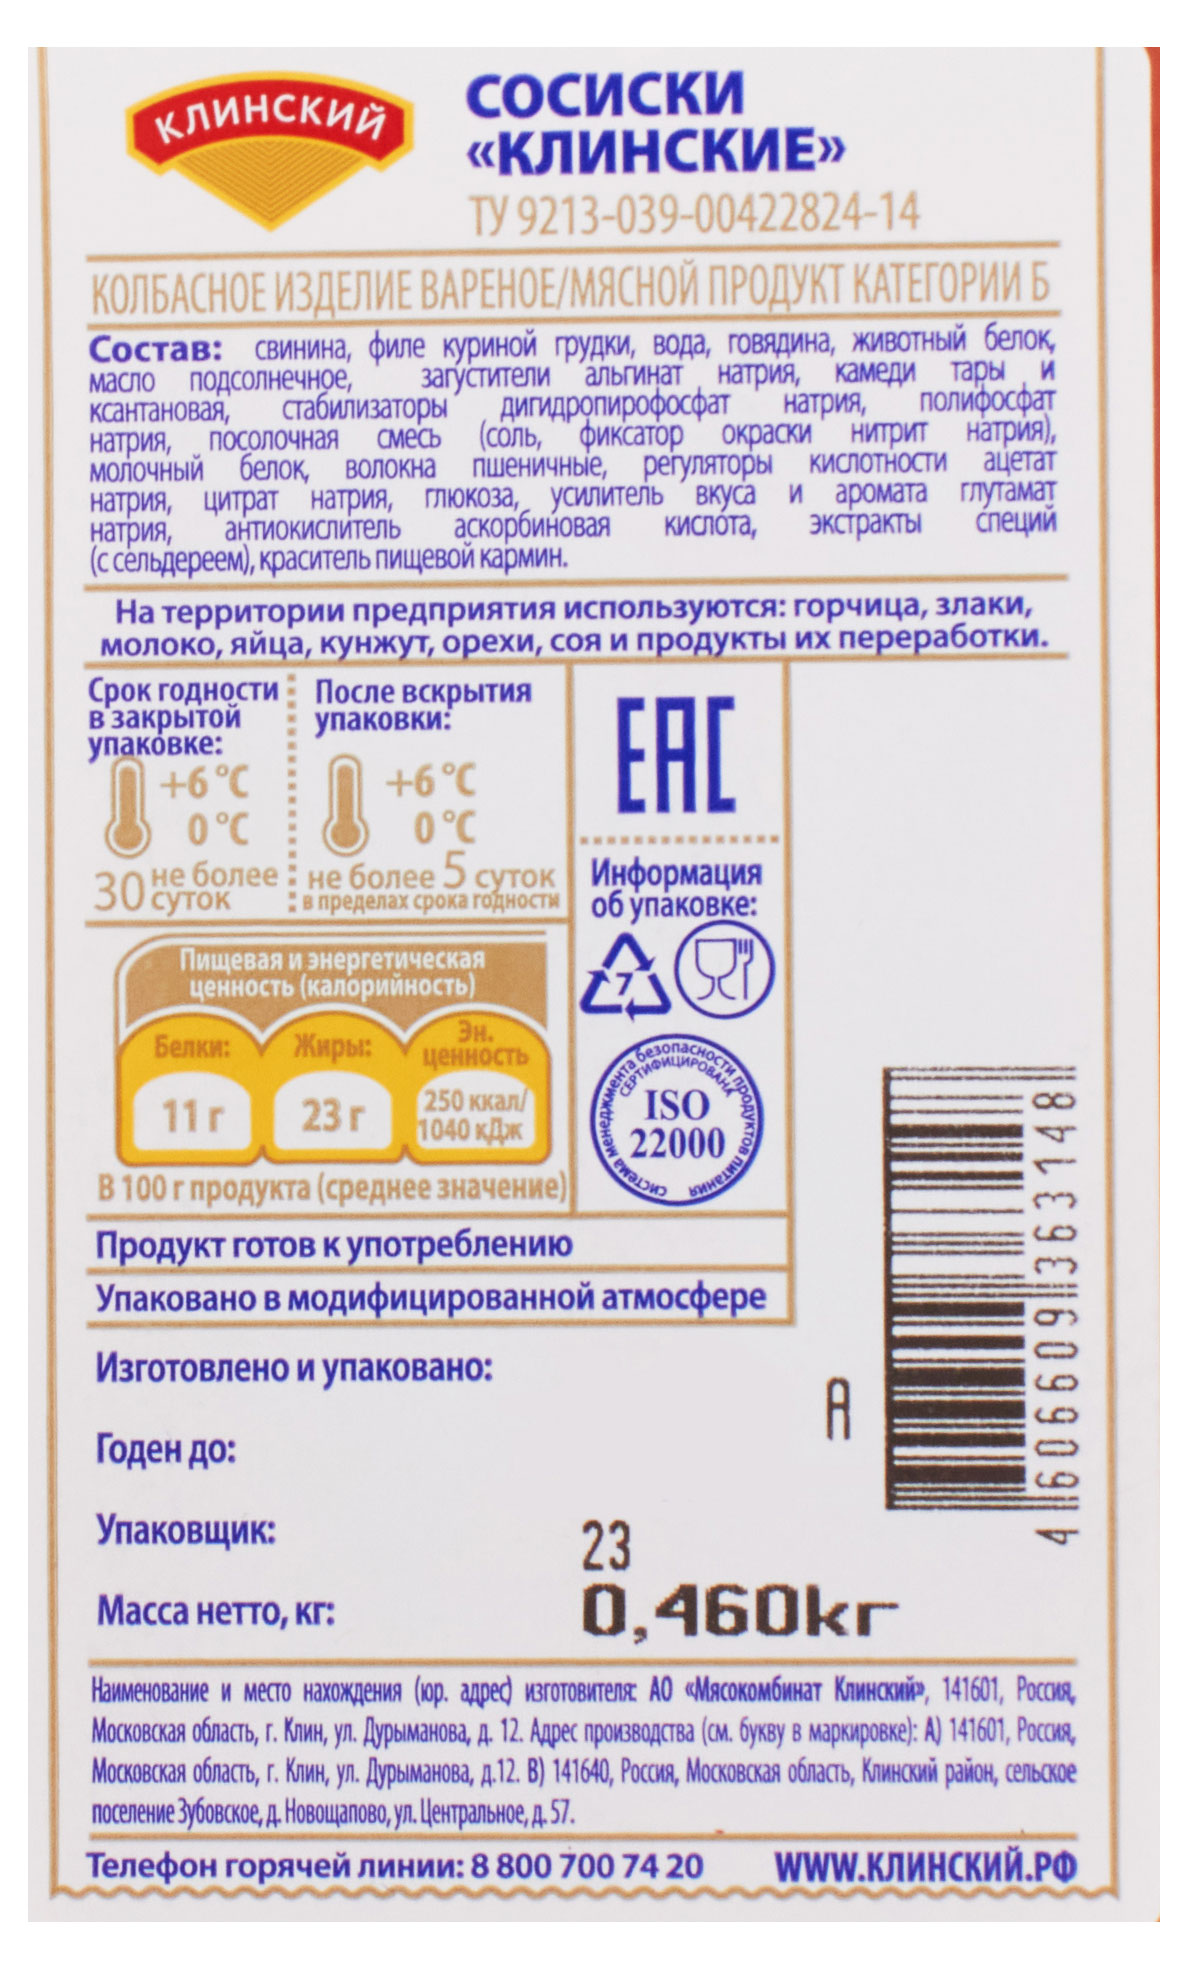 КЛИНСКИЙ
СОСИСКИ
«КЛИНСКИЕ»
ТУ 9213-039-00422824-14
КОЛБАСНОЕ ИЗДЕЛИЕ ВАРЕНОЕ/МЯСНОЙ ПРОДУКТ КАТЕГОРИИ Б
Состав: свинина, филе куриной грудки, вода, говядина, животный белок,
масло подсолнечное, загустители альгинат натрия, камеди тары и
ксантановая, стабилизаторы дигидропирофосфат натрия, полифосфат
натрия, посолочная смесь (соль, фиксатор окраски нитрит натрия),
молочный белок, волокна пшеничные, регуляторы кислотности ацетат
натрия, цитрат натрия, глюкоза, усилитель вкуса и аромата глутамат
натрия, антиокислитель аскорбиновая кислота, экстракты специй
(с сельдереем), краситель пищевой кармин.
На территории предприятия используются: горчица, злаки,
молоко, яйца, кунжут, орехи, соя и продукты их переработки.
Срок годности
в закрытой
упаковке:
+6 °С
0 °С
30 не более
суток
После вскрытия
упаковки:
+6 °С
0 °С
не более 5 суток
в пределах срока годности
ЕАС
Информация
об упаковке:
7
система менеджмента безопасности продуктов питания
СЕРТИФИЦИРОВАНА
ISO
22000
Пищевая и энергетическая
ценность (калорийность)
Белки:
11 г
Жиры:
23 г
Эн.
ценность
250 ккал/
1040 кДж
В 100 г продукта (среднее значение)
Продукт готов к употреблению
Упаковано в модифицированной атмосфере
Изготовлено и упаковано:
А
Годен до:
4 606609 363148
Упаковщик: 23
Масса нетто, кг: 0,460kг
Наименование и место нахождения (юр. адрес) изготовителя: АО «Мясокомбинат Клинский», 141601, Россия,
Московская область, г. Клин, ул. Дурыманова, д. 12. Адрес производства (см. букву в маркировке): А) 141601, Россия,
Московская область, г. Клин, ул. Дурыманова, д.12. В) 141640, Россия, Московская область, Клинский район, сельское
поселение Зубовское, д. Новощапово, ул. Центральное, д. 57.
Телефон горячей линии: 8 800 700 74 20 WWW.КЛИНСКИЙ.РФ